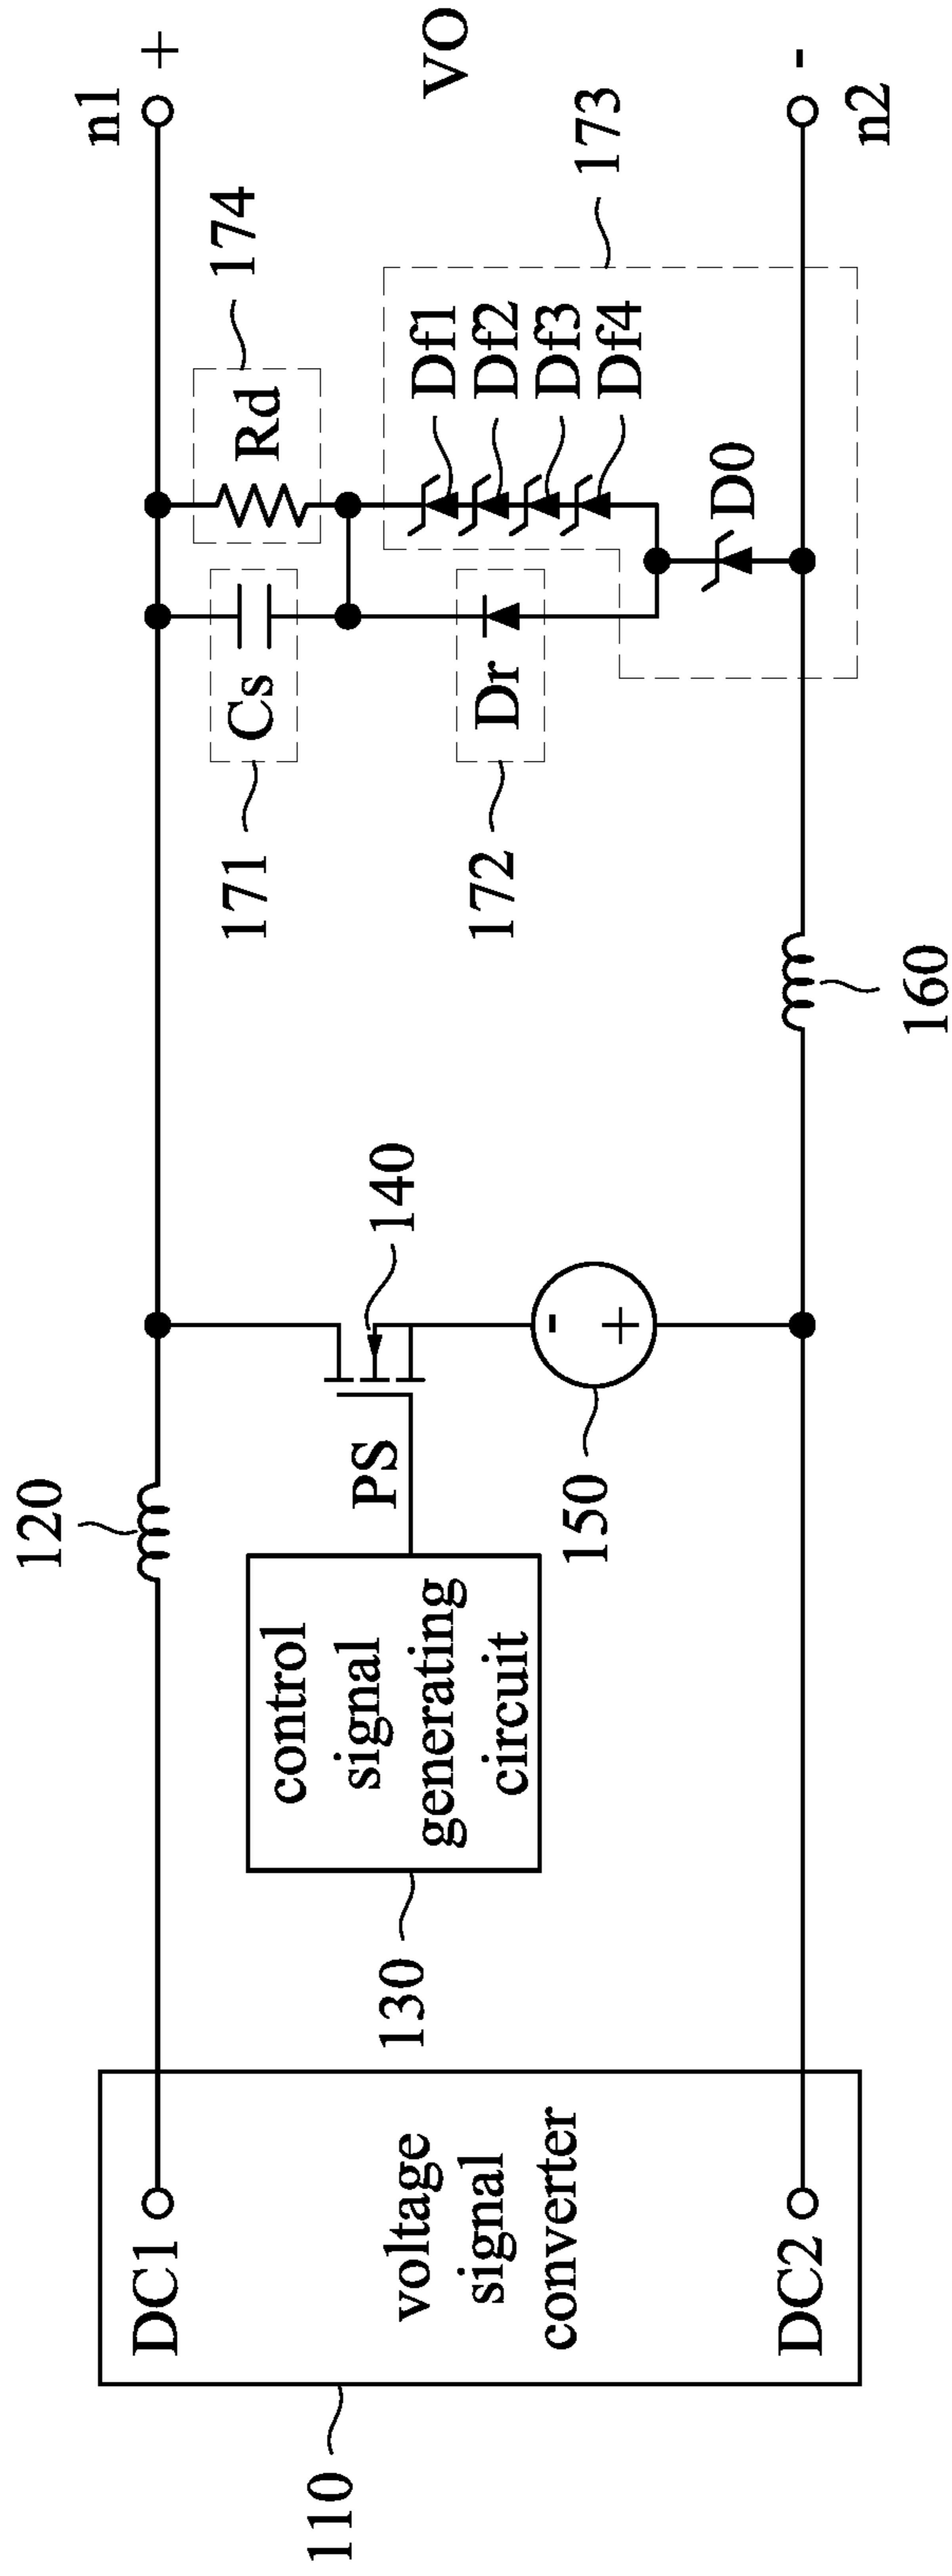 110
DC1
voltage
signal
converter
DC2
120
130
control
signal
generating
circuit
PS
140
150
-
+
160
171
Cs
172
Dr
174
Rd
173
Df1
Df2
Df3
Df4
D0
n1
+
VO
-
n2